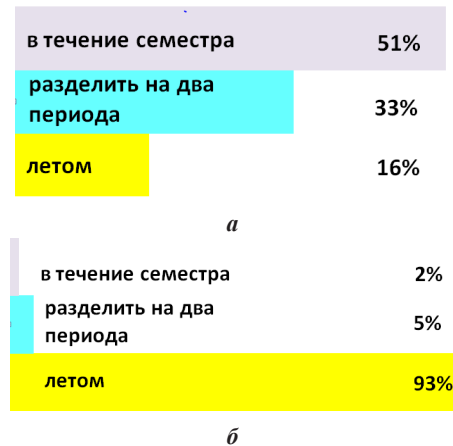 в течение семестра 51%
разделить на два
периода 33%
летом 16%
а
в течение семестра 2%
разделить на два
периода 5%
летом 93%
б